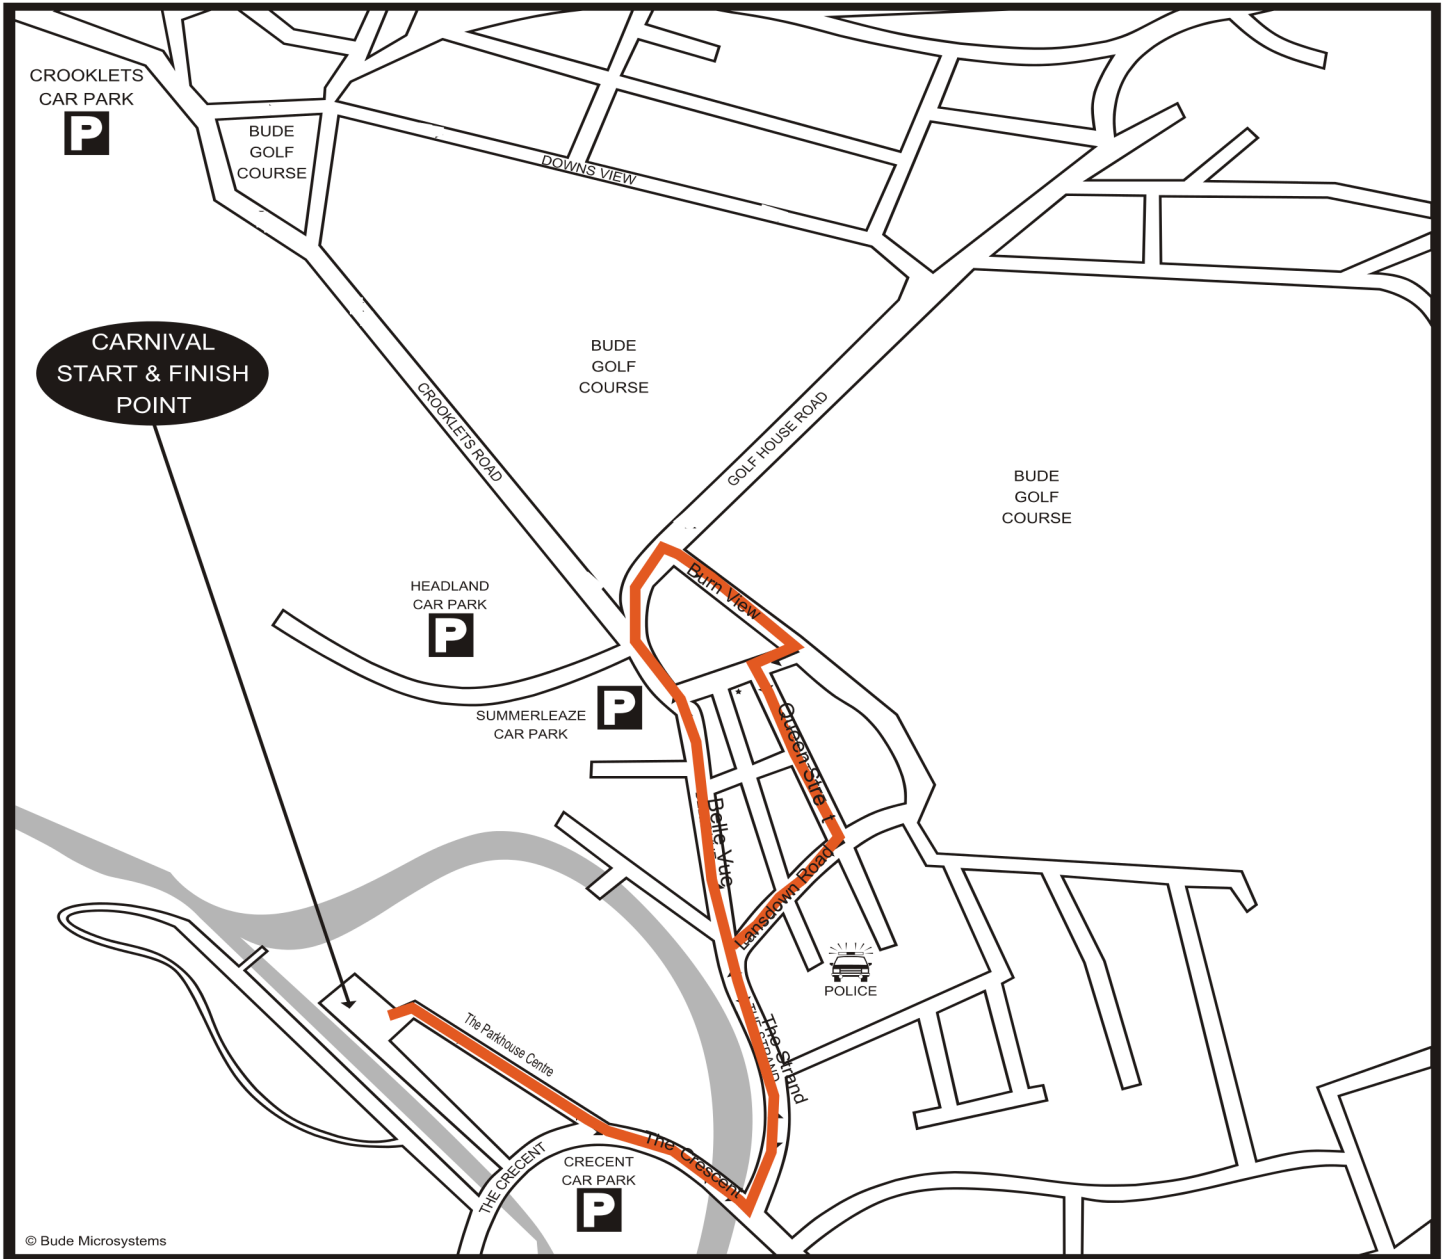 CROOKLETS
CAR PARK
P
BUDE
GOLF
COURSE
DOWNS VIEW
CARNIVAL
START & FINISH
POINT
BUDE
GOLF
COURSE
CROOKLETS ROAD
GOLF HOUSE ROAD
BUDE
GOLF
COURSE
HEADLAND
CAR PARK
P
Burn View
SUMMERLEAZE
CAR PARK
P
Queen Stre t
Belle Vue
Lansdown Road
POLICE
The Parkhouse Centre
The Strand
THE STRAND
The Crescent
THE CRECENT
CRECENT
CAR PARK
P
© Bude Microsystems